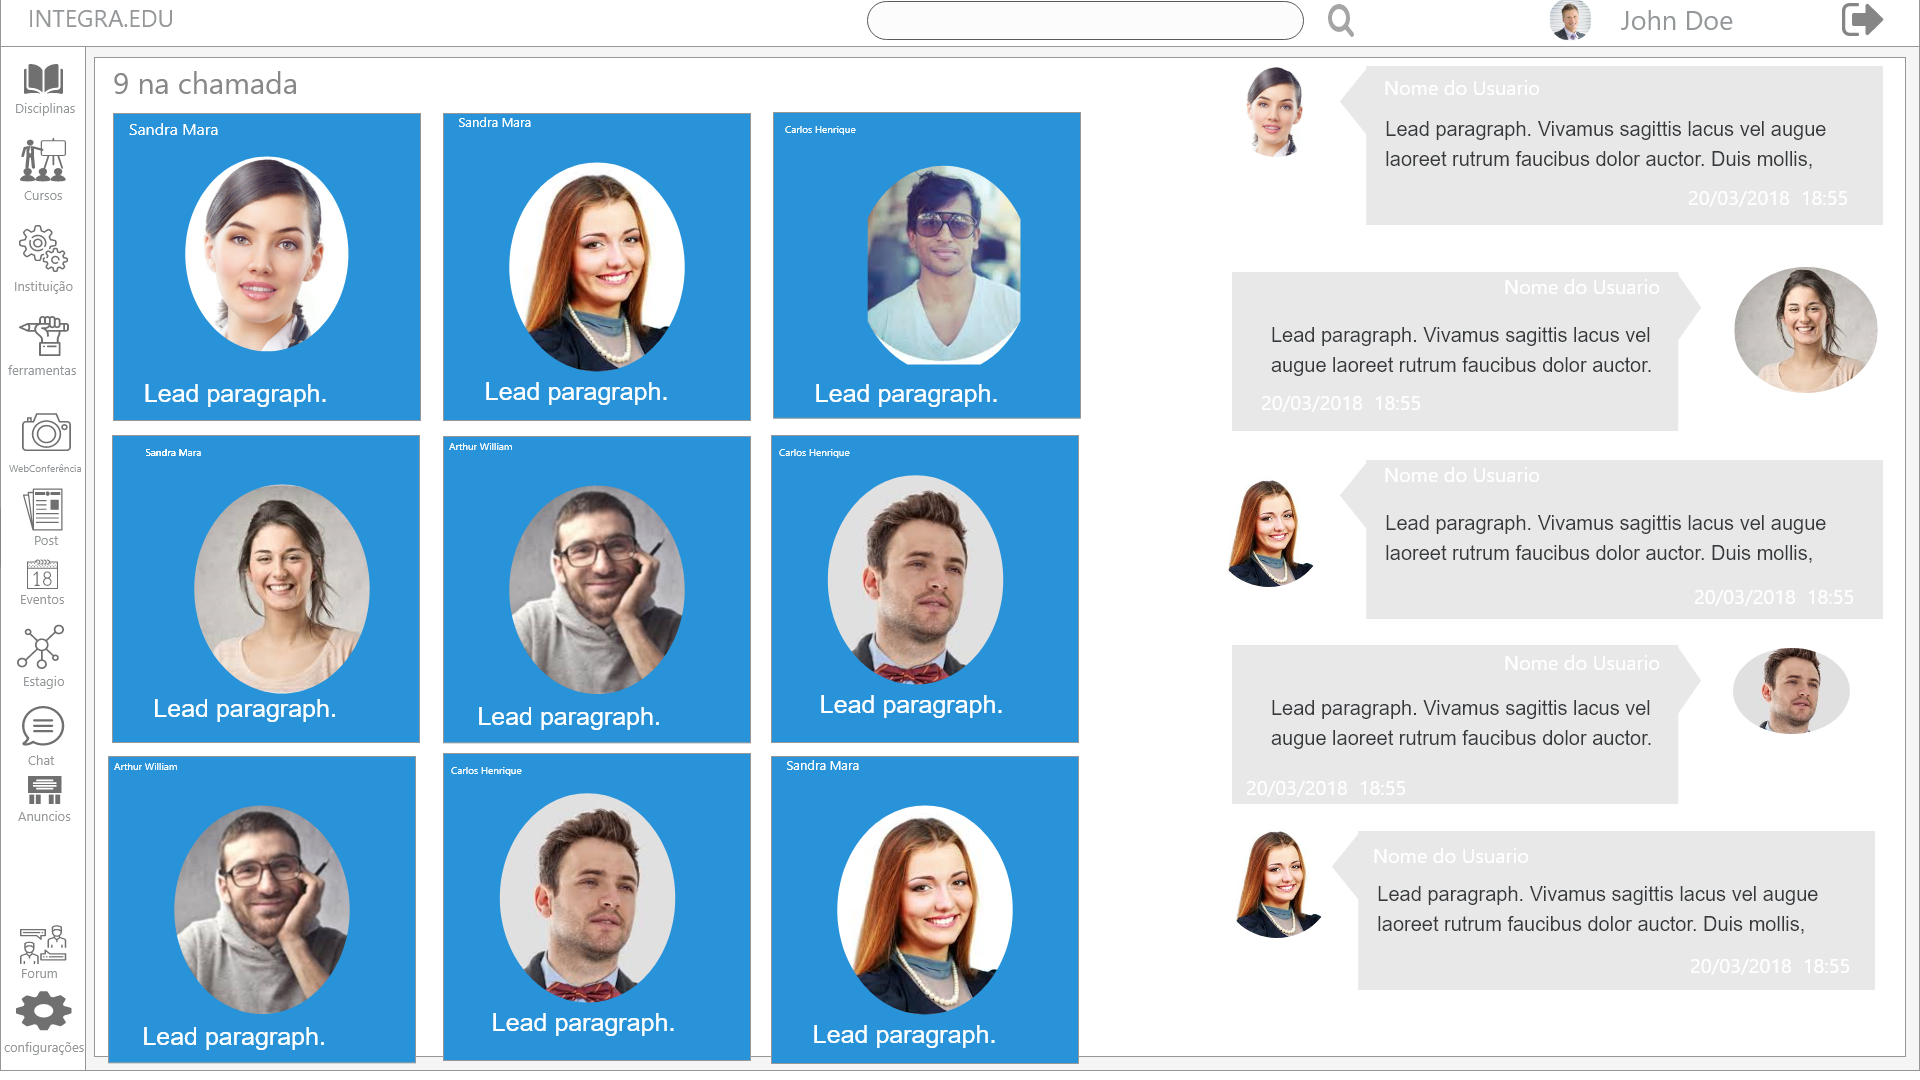 INTEGRA.EDU
John Doe
Disciplinas
Cursos
Instituição
ferramentas
WebConferência
Post
18
Eventos
Estagio
Chat
Anuncios
Forum
configurações
9 na chamada
Sandra Mara
Lead paragraph.
Sandra Mara
Lead paragraph.
Carlos Henrique
Lead paragraph.
Sandra Mara
Lead paragraph.
Arthur William
Lead paragraph.
Carlos Henrique
Lead paragraph.
Arthur William
Lead paragraph.
Carlos Henrique
Lead paragraph.
Sandra Mara
Lead paragraph.
Nome do Usuario
Lead paragraph. Vivamus sagittis lacus vel augue
laoreet rutrum faucibus dolor auctor. Duis mollis,
20/03/2018 18:55
Nome do Usuario
Lead paragraph. Vivamus sagittis lacus vel
augue laoreet rutrum faucibus dolor auctor.
20/03/2018 18:55
Nome do Usuario
Lead paragraph. Vivamus sagittis lacus vel augue
laoreet rutrum faucibus dolor auctor. Duis mollis,
20/03/2018 18:55
Nome do Usuario
Lead paragraph. Vivamus sagittis lacus vel
augue laoreet rutrum faucibus dolor auctor.
20/03/2018 18:55
Nome do Usuario
Lead paragraph. Vivamus sagittis lacus vel augue
laoreet rutrum faucibus dolor auctor. Duis mollis,
20/03/2018 18:55